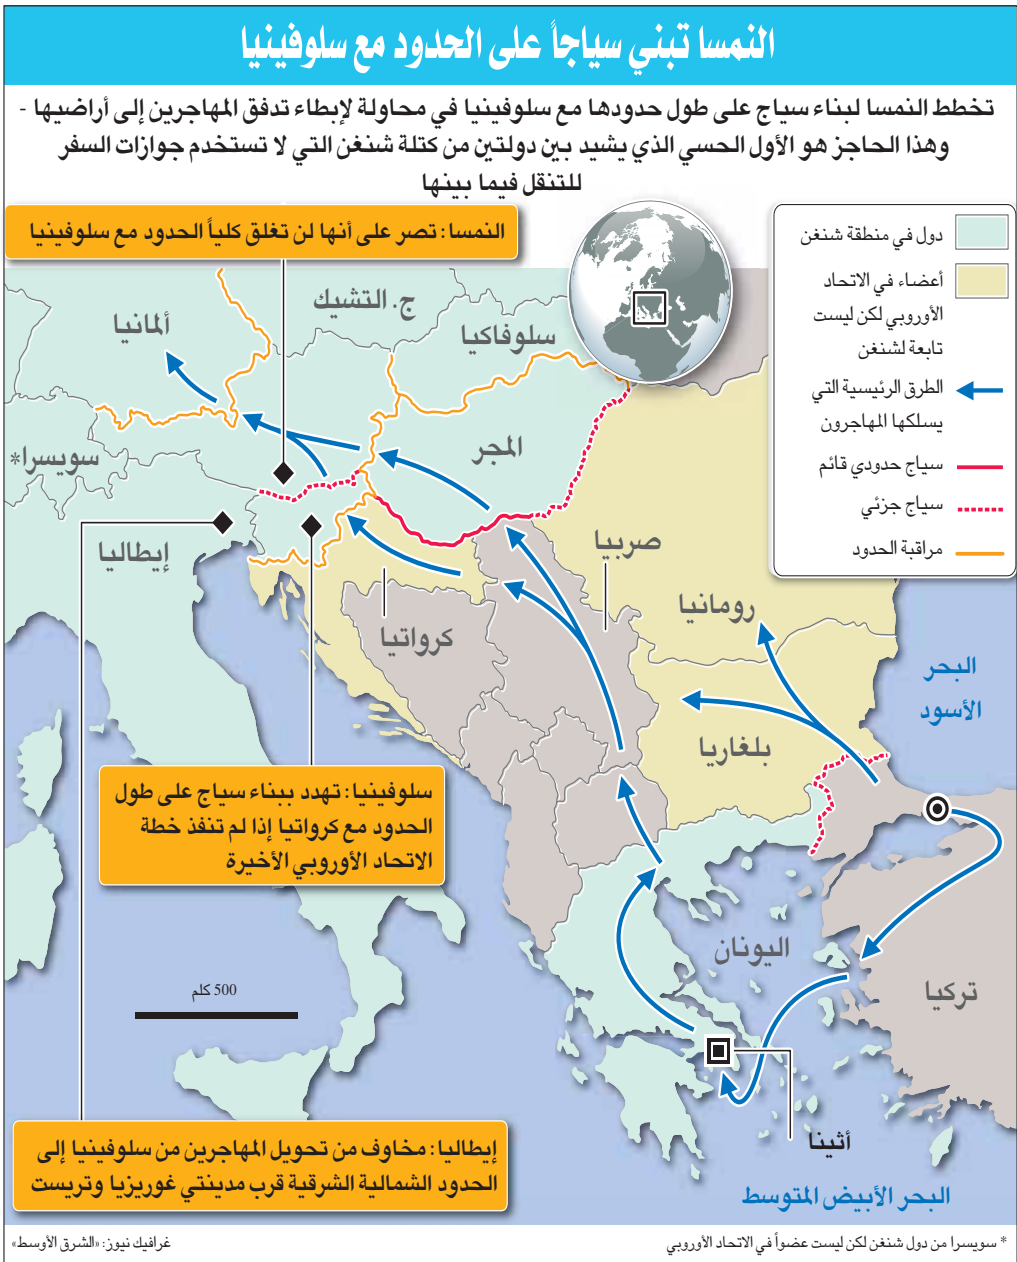 النمسا تبني سياجاً على الحدود مع سلوفينيا
تخطط النمسا لبناء سياج على طول حدودها مع سلوفينيا في محاولة لإبطاء تدفق المهاجرين إلى أراضيها -
وهذا الحاجز هو الأول الحسي الذي يشيد بين دولتين من كتلة شنغن التي لا تستخدم جوازات السفر
للتنقل فيما بينها
دول في منطقة شنغن
أعضاء في الاتحاد
الأوروبي لكن ليست
تابعة لشنغن
الطرق الرئيسية التي
يسلكها المهاجرون
سياج حدودي قائم
سياج جزئي
مراقبة الحدود
النمسا: تصر على أنها لن تغلق كلياً الحدود مع سلوفينيا
ج. التشيك
ألمانيا
سلوفاكيا
المجر
سويسرا*
إيطاليا
صربيا
رومانيا
كرواتيا
البحر
الأسود
بلغاريا
سلوفينيا: تهدد ببناء سياج على طول
الحدود مع كرواتيا إذا لم تنفذ خطة
الاتحاد الأوروبي الأخيرة
اليونان
تركيا
500 كلم
أثينا
إيطاليا: مخاوف من تحويل المهاجرين من سلوفينيا إلى
الحدود الشمالية الشرقية قرب مدينتي غوريزيا وتريست
البحر الأبيض المتوسط
* سويسرا من دول شنغن لكن ليست عضواً في الاتحاد الأوروبي
غرافيك نيوز: «الشرق الأوسط»